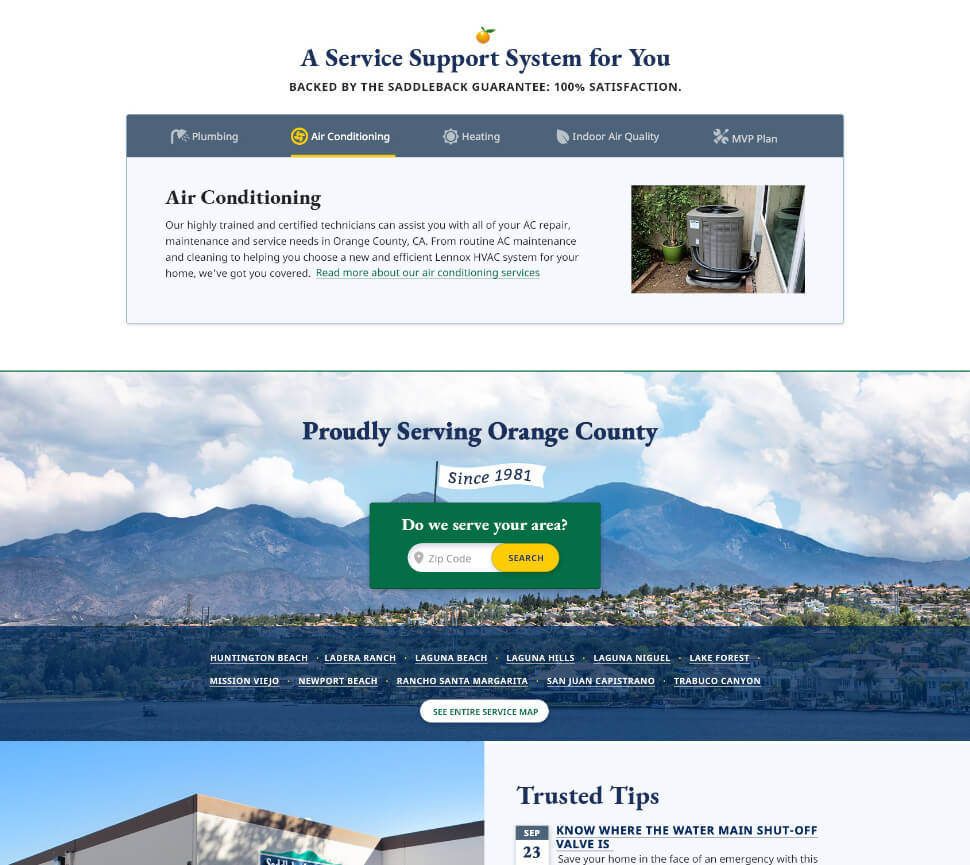 A Service Support System for You
BACKED BY THE SADDLEBACK GUARANTEE: 100% SATISFACTION.
Plumbing
Air Conditioning
Heating
Indoor Air Quality
MVP Plan
Air Conditioning
Our highly trained and certified technicians can assist you with all of your AC repair,
maintenance and service needs in Orange County, CA. From routine AC maintenance
and cleaning to helping you choose a new and efficient Lennox HVAC system for your
home, we've got you covered. Read more about our air conditioning services
Proudly Serving Orange County
Since 1981
Do we serve your area?
Zip Code
SEARCH
HUNTINGTON BEACH · LADERA RANCH · LAGUNA BEACH · LAGUNA HILLS · LAGUNA NIGUEL · LAKE FOREST ·
MISSION VIEJO · NEWPORT BEACH · RANCHO SANTA MARGARITA · SAN JUAN CAPISTRANO · TRABUCO CANYON
SEE ENTIRE SERVICE MAP
Trusted Tips
SEP
23
KNOW WHERE THE WATER MAIN SHUT-OFF
VALVE IS
Save your home in the face of an emergency with this